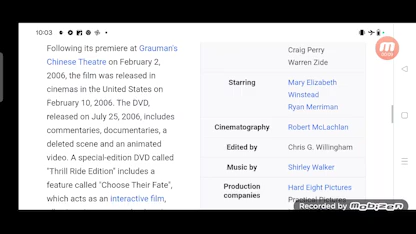 10:03
Following its premiere at Grauman's
Chinese Theatre on February 2,
2006, the film was released in
cinemas in the United States on
February 10, 2006. The DVD,
released on July 25, 2006, includes
commentaries, documentaries, a
deleted scene and an animated
video. A special-edition DVD called
"Thrill Ride Edition" includes a
feature called "Choose Their Fate",
which acts as an interactive film,
Craig Perry
Warren Zide
Starring
Mary Elizabeth
Winstead
Ryan Merriman
Cinematography
Robert McLachlan
Edited by
Chris G. Willingham
Music by
Shirley Walker
Production
companies
Hard Eight Pictures
Practical Pictures
Recorded by Mobizen